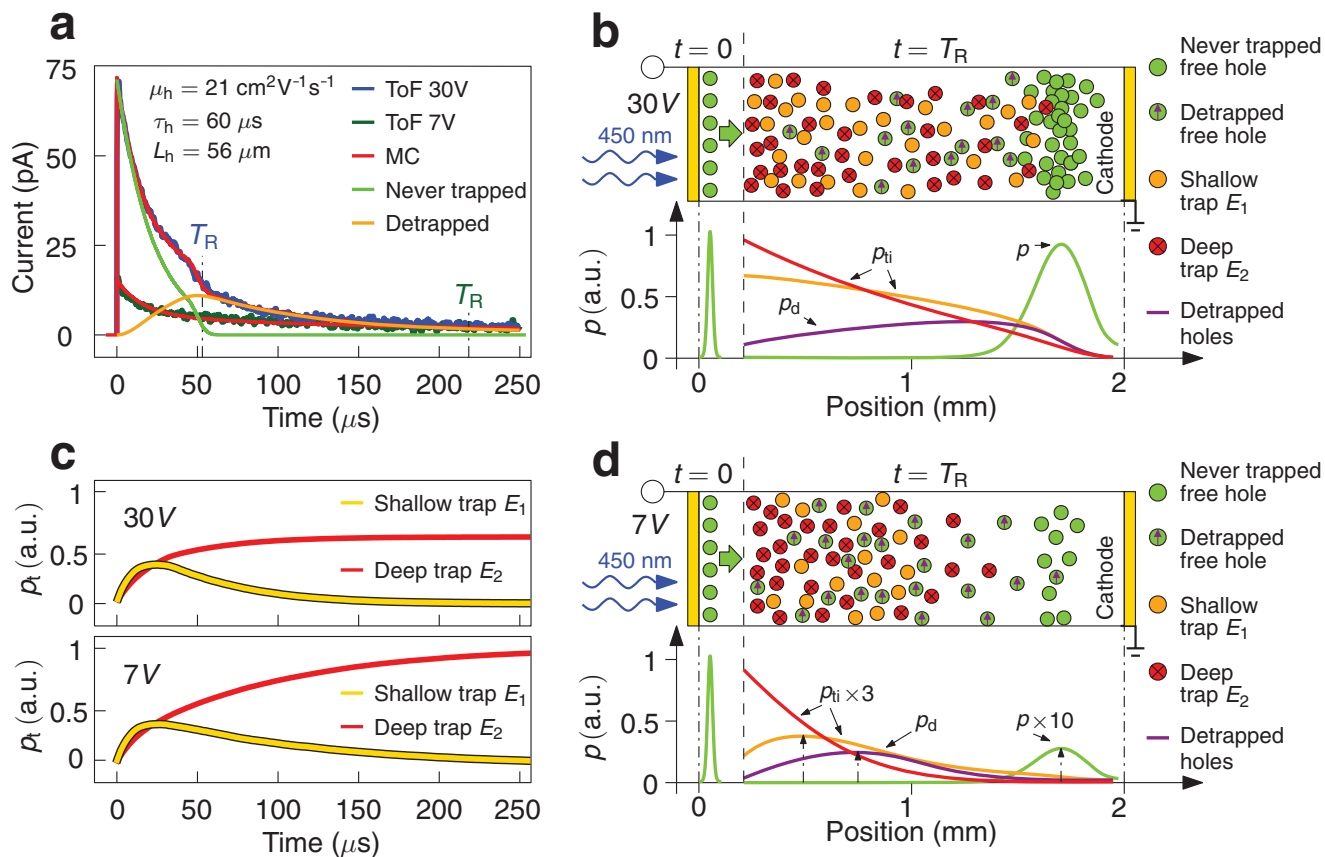 a
75
50
25
0
Current (pA)
μh = 21 cm²V⁻¹s⁻¹
τh = 60 μs
Lh = 56 μm
ToF 30V
ToF 7V
MC
Never trapped
Detrapped
TR
TR
0 50 100 150 200 250
Time (μs)
b
t = 0
t = TR
30V
450 nm
Cathode
Never trapped
free hole
Detrapped
free hole
Shallow
trap E1
Deep
trap E2
Detrapped
holes
p (a.u.)
1
0.5
0
pti
p
pd
0 1 2
Position (mm)
c
pt (a.u.)
1
0.5
0
30V
Shallow trap E1
Deep trap E2
pt (a.u.)
1
0.5
0
7V
Shallow trap E1
Deep trap E2
0 50 100 150 200 250
Time (μs)
d
t = 0
t = TR
7V
450 nm
Cathode
Never trapped
free hole
Detrapped
free hole
Shallow
trap E1
Deep
trap E2
Detrapped
holes
p (a.u.)
1
0.5
0
pti × 3
pd
p × 10
0 1 2
Position (mm)